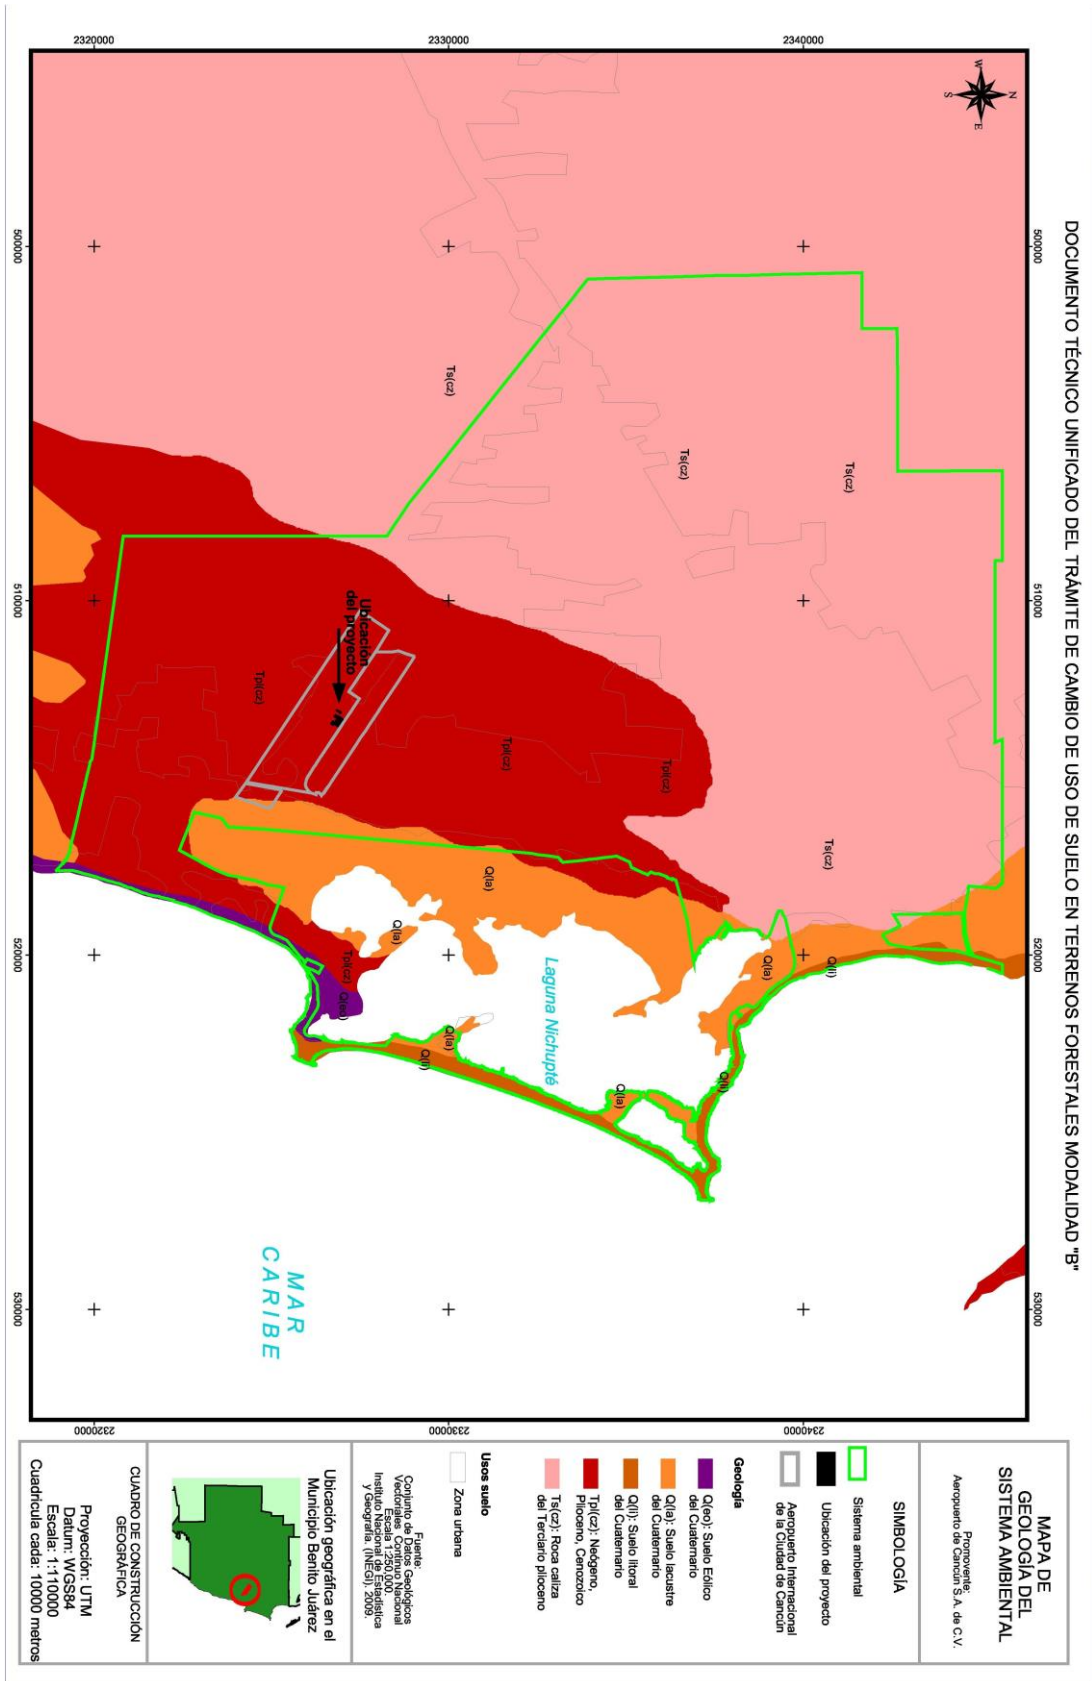 DOCUMENTO TÉCNICO UNIFICADO DEL TRÁMITE DE CAMBIO DE USO DE SUELO EN TERRENOS FORESTALES MODALIDAD "B"
500000
510000
520000
530000
2340000
2330000
2320000
2340000
2330000
2320000
500000
510000
520000
530000
N
E
S
W
Ts(cz)
Ts(cz)
Ts(cz)
Ts(cz)
Tpl(cz)
Tpl(cz)
Tpl(cz)
Tpl(cz)
Q(la)
Q(la)
Q(la)
Q(la)
Q(la)
Q(li)
Q(li)
Q(li)
Q(eo)
Ubicación
del proyecto
Laguna Nichupté
MAR
CARIBE
MAPA DE
GEOLOGÍA DEL
SISTEMA AMBIENTAL
Promovente:
Aeropuerto de Cancún S.A. de C.V.
SIMBOLOGÍA
Sistema ambiental
Ubicación del proyecto
Aeropuerto Internacional
de la Ciudad de Cancún
Geología
Q(eo): Suelo Eólico
del Cuaternario
Q(la): Suelo lacustre
del Cuaternario
Q(li): Suelo litoral
del Cuaternario
Tpl(cz): Neógeno,
Plioceno, Cenozoico
Ts(cz): Roca caliza
del Terciario plioceno
Usos suelo
Zona urbana
Fuente:
Conjunto de Datos Geológicos
Vectoriales. Continuo Nacional
Escala 1:250,000.
Instituto Nacional de Estadística
y Geografía. (INEGI). 2009.
Ubicación geográfica en el
Municipio Benito Juárez
CUADRO DE CONSTRUCCIÓN
GEOGRÁFICA
Proyección: UTM
Datum: WGS84
Escala: 1:110000
Cuadrícula cada: 10000 metros